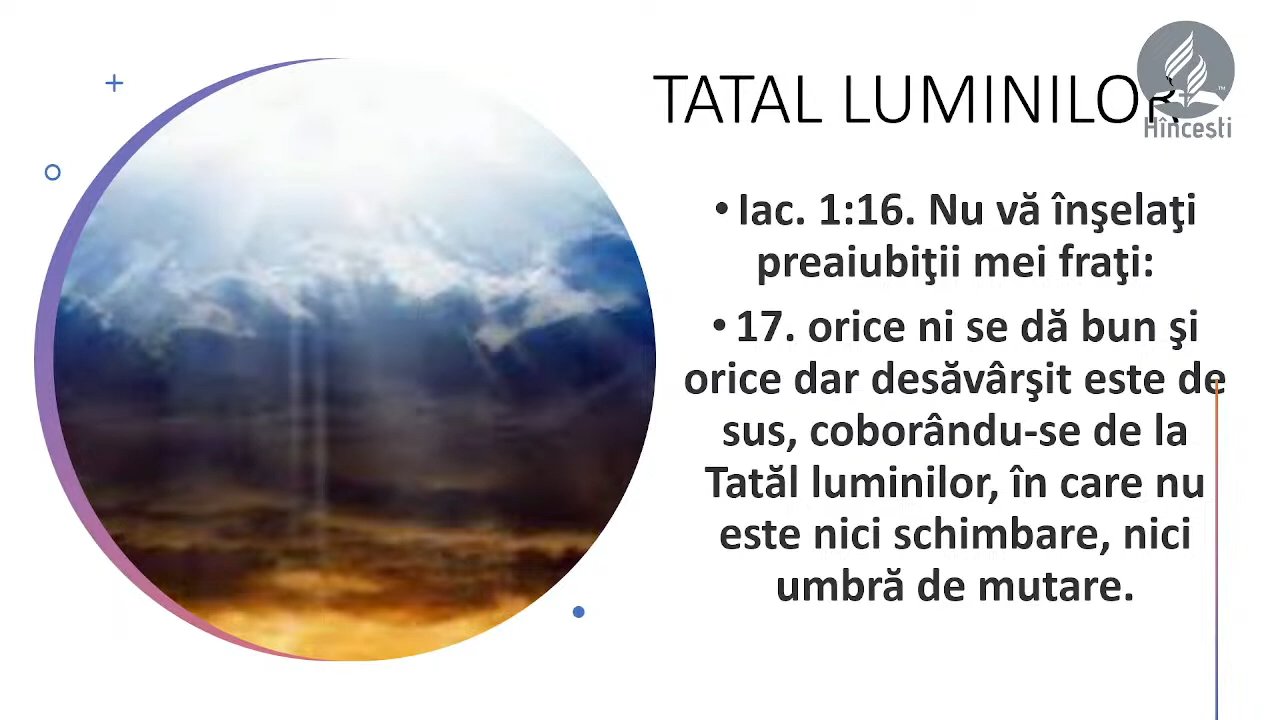 TATAL LUMINILOR
Hîncești
• Iac. 1:16. Nu vă înşelaţi
preaiubiţii mei fraţi:
• 17. orice ni se dă bun şi
orice dar desăvârşit este de
sus, coborându-se de la
Tatăl luminilor, în care nu
este nici schimbare, nici
umbră de mutare.